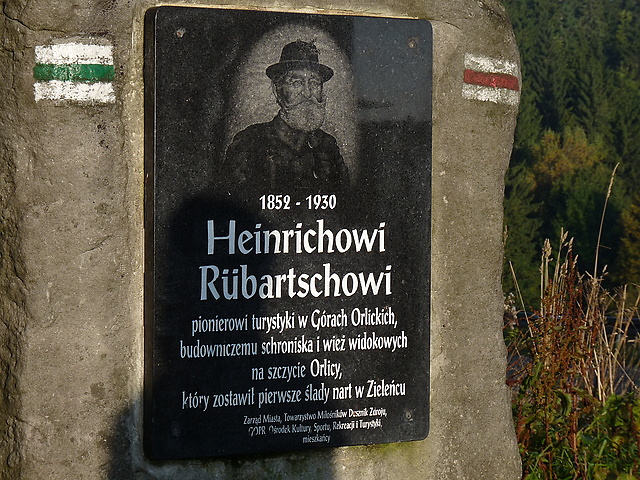 1852 - 1930
Heinrichowi
Rübartschowi
pionierowi turystyki w Górach Orlickich,
budowniczemu schroniska i wież widokowych
na szczycie Orlicy,
który zostawił pierwsze ślady nart w Zieleńcu
Zarząd Miasta, Towarzystwo Miłośników Dusznik Zdroju,
GOPR, Ośrodek Kultury, Sportu, Rekreacji i Turystyki,
mieszkańcy